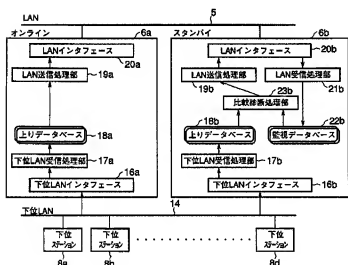 LAN
5
オンライン
6a
LANインタフェース
20a
LAN送信処理部
19a
上りデータベース
18a
下位LAN受信処理部
17a
16a
下位LANインタフェース
スタンバイ
6b
LANインタフェース
20b
LAN送信処理部
LAN受信処理部
19b
23b
21b
比較診断処理部
18b
22b
上りデータベース
監視データベース
下位LAN受信処理部
17b
下位LANインタフェース
16b
下位LAN
14
下位
ステーション
8a
下位
ステーション
8b
下位
ステーション
8d